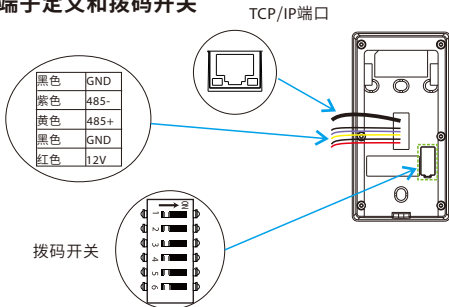 端子定义和拨码开关
TCP/IP端口
黑色 GND
紫色 485-
黄色 485+
黑色 GND
红色 12V
拨码开关
ON
1
2
3
4
5
6